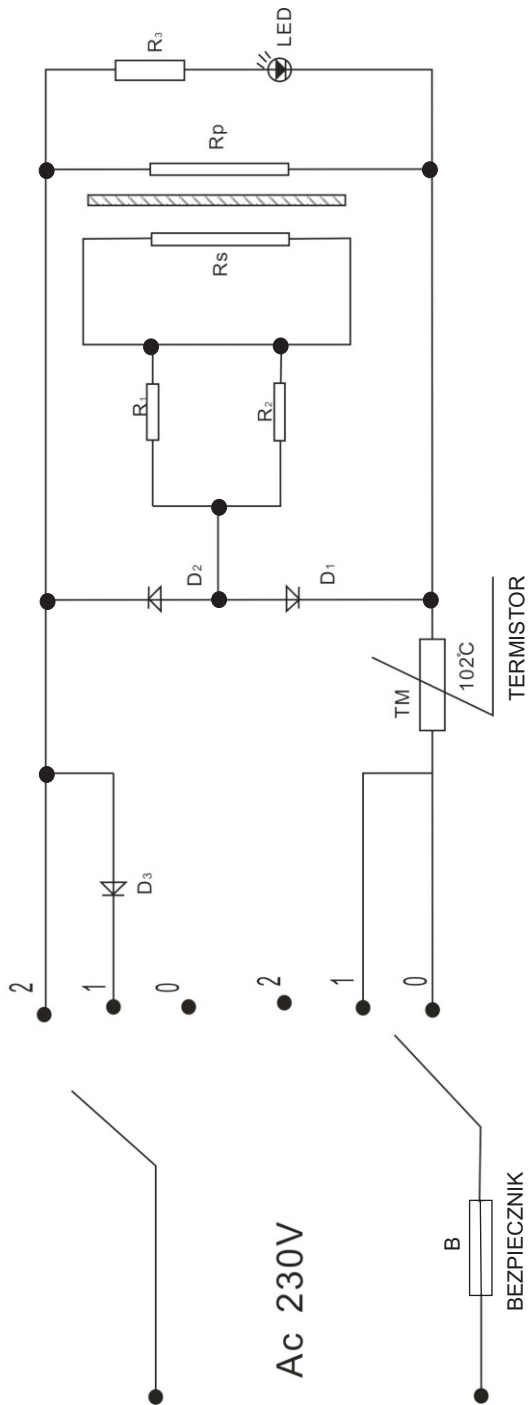 Ac 230V
B
BEZPIECZNIK
2
1
0
2
1
0
D₃
TM
102℃
TERMISTOR
D₂
D₁
R₁
R₂
Rs
Rp
R₃
LED